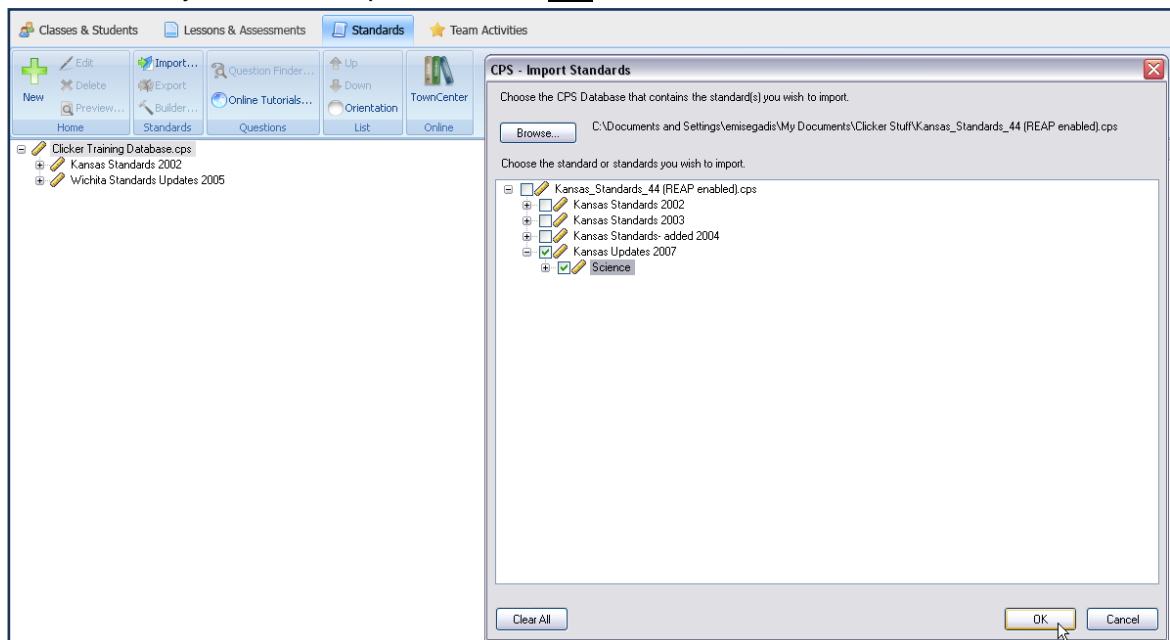 Classes & Students Lessons & Assessments Standards Team Activities
New
Edit
Delete
Preview...
Home
Import...
Export
Builder...
Standards
Question Finder...
Online Tutorials...
Questions
Up
Down
Orientation
List
TownCenter
Online
Clicker Training Database.cps
Kansas Standards 2002
Wichita Standards Updates 2005
CPS - Import Standards
Choose the CPS Database that contains the standard(s) you wish to import.
Browse... C:\Documents and Settings\emisegadis\My Documents\Clicker Stuff\Kansas_Standards_44 (REAP enabled).cps
Choose the standard or standards you wish to import.
Kansas_Standards_44 (REAP enabled).cps
Kansas Standards 2002
Kansas Standards 2003
Kansas Standards- added 2004
Kansas Updates 2007
Science
Clear All OK Cancel